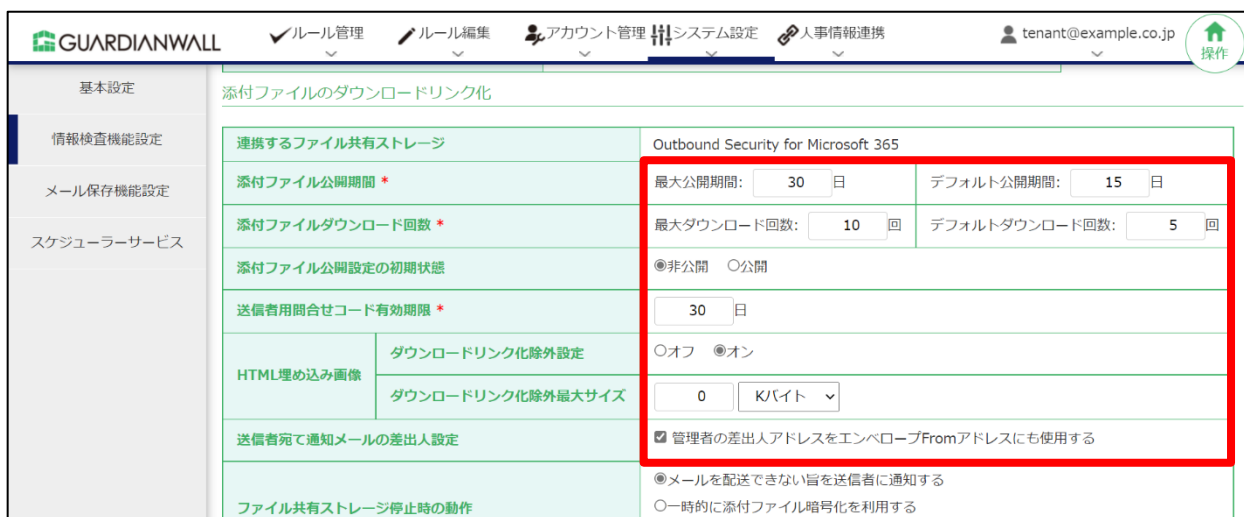 GUARDIANWALL
ルール管理 ルール編集 アカウント管理 システム設定 人事情報連携 tenant@example.co.jp 操作
基本設定
情報検査機能設定
メール保存機能設定
スケジューラーサービス
添付ファイルのダウンロードリンク化
連携するファイル共有ストレージ Outbound Security for Microsoft 365
添付ファイル公開期間 * 最大公開期間: 30 日 デフォルト公開期間: 15 日
添付ファイルダウンロード回数 * 最大ダウンロード回数: 10 回 デフォルトダウンロード回数: 5 回
添付ファイル公開設定の初期状態 非公開 公開
送信者用問合せコード有効期限 * 30 日
HTML埋め込み画像
ダウンロードリンク化除外設定 オフ オン
ダウンロードリンク化除外最大サイズ 0 Kバイト
送信者宛て通知メールの差出人設定 管理者の差出人アドレスをエンベロープFromアドレスにも使用する
ファイル共有ストレージ停止時の動作
メールを配送できない旨を送信者に通知する
一時的に添付ファイル暗号化を利用する